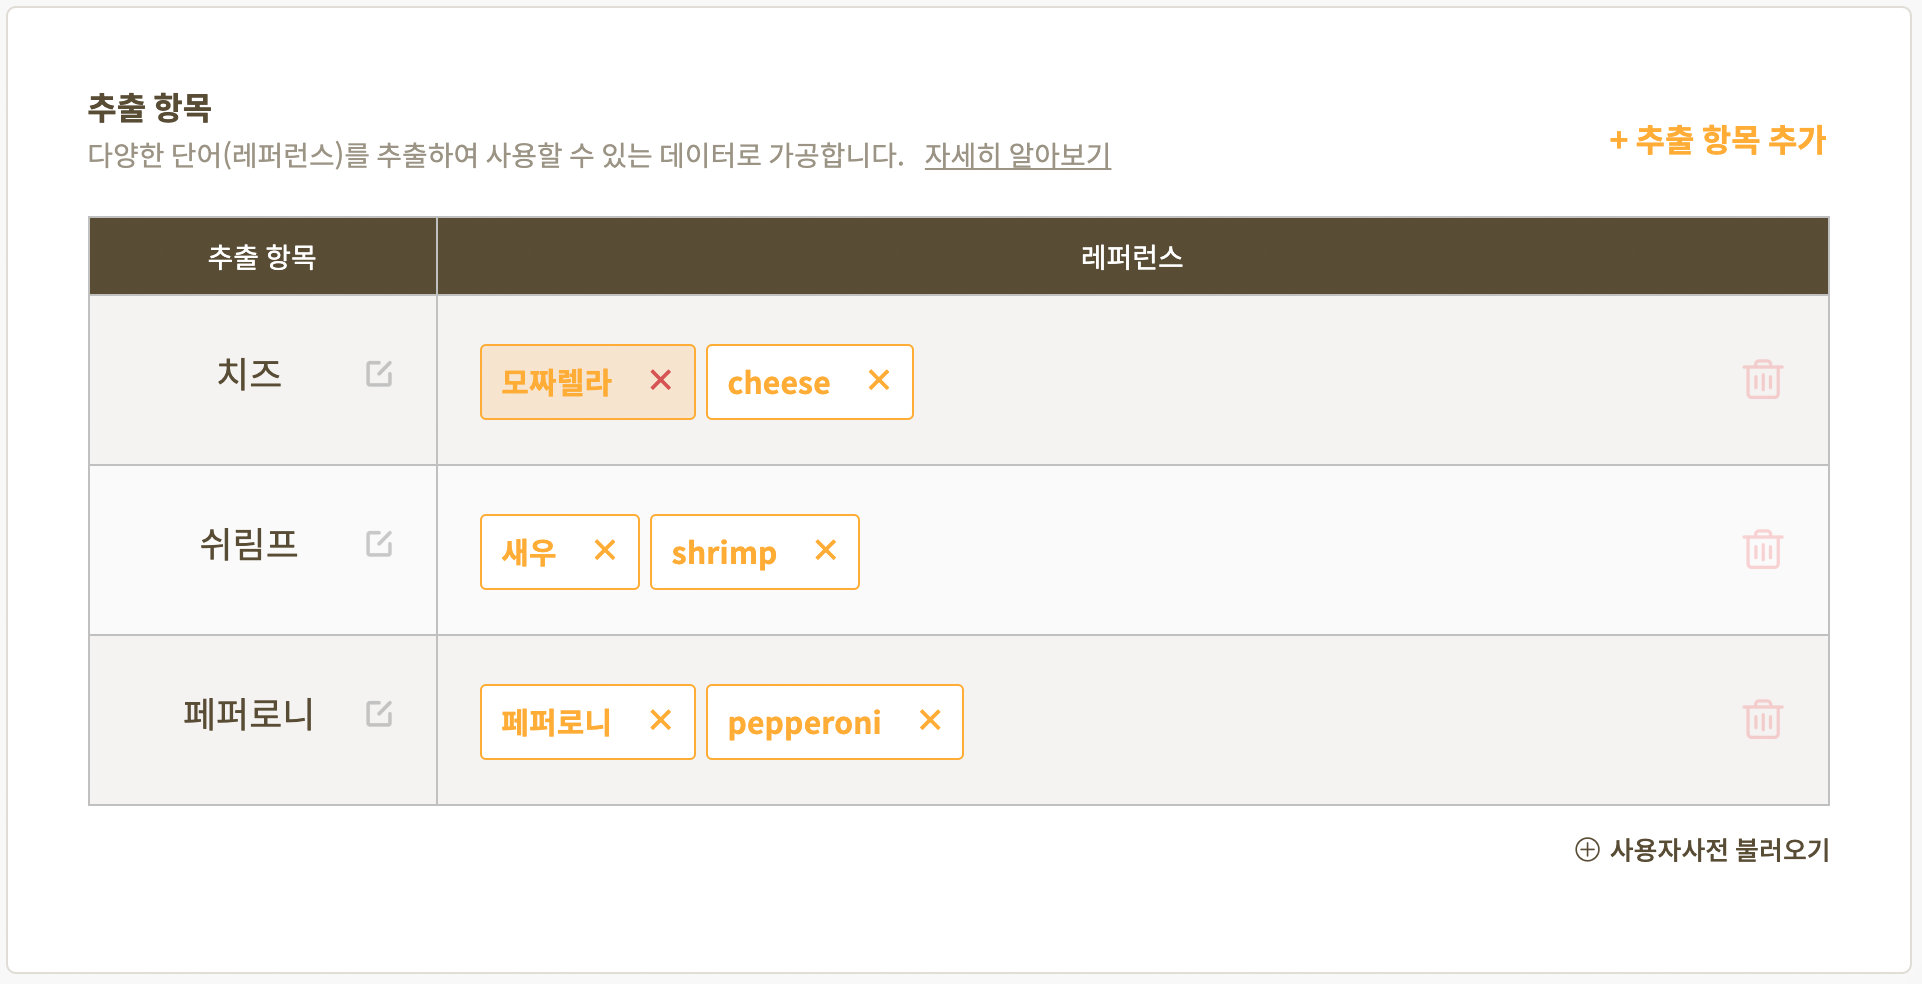 추출 항목
다양한 단어(레퍼런스)를 추출하여 사용할 수 있는 데이터로 가공합니다. 자세히 알아보기
+ 추출 항목 추가
추출 항목 레퍼런스
치즈 모짜렐라 × cheese ×
쉬림프 새우 × shrimp ×
페퍼로니 페퍼로니 × pepperoni ×
사용자사전 불러오기